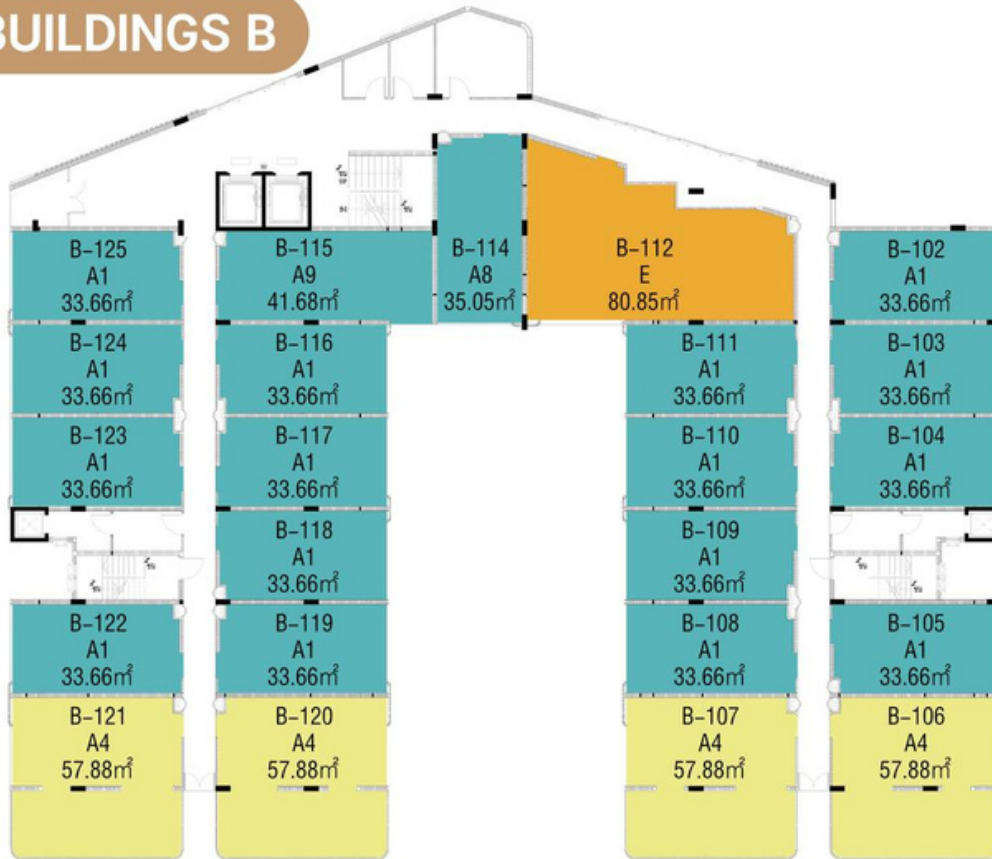 BUILDINGS B
B-125
A1
33.66㎡
B-115
A9
41.68㎡
B-114
A8
35.05㎡
B-112
E
80.85㎡
B-102
A1
33.66㎡
B-124
A1
33.66㎡
B-116
A1
33.66㎡
B-111
A1
33.66㎡
B-103
A1
33.66㎡
B-123
A1
33.66㎡
B-117
A1
33.66㎡
B-110
A1
33.66㎡
B-104
A1
33.66㎡
B-118
A1
33.66㎡
B-109
A1
33.66㎡
B-122
A1
33.66㎡
B-119
A1
33.66㎡
B-108
A1
33.66㎡
B-105
A1
33.66㎡
B-121
A4
57.88㎡
B-120
A4
57.88㎡
B-107
A4
57.88㎡
B-106
A4
57.88㎡